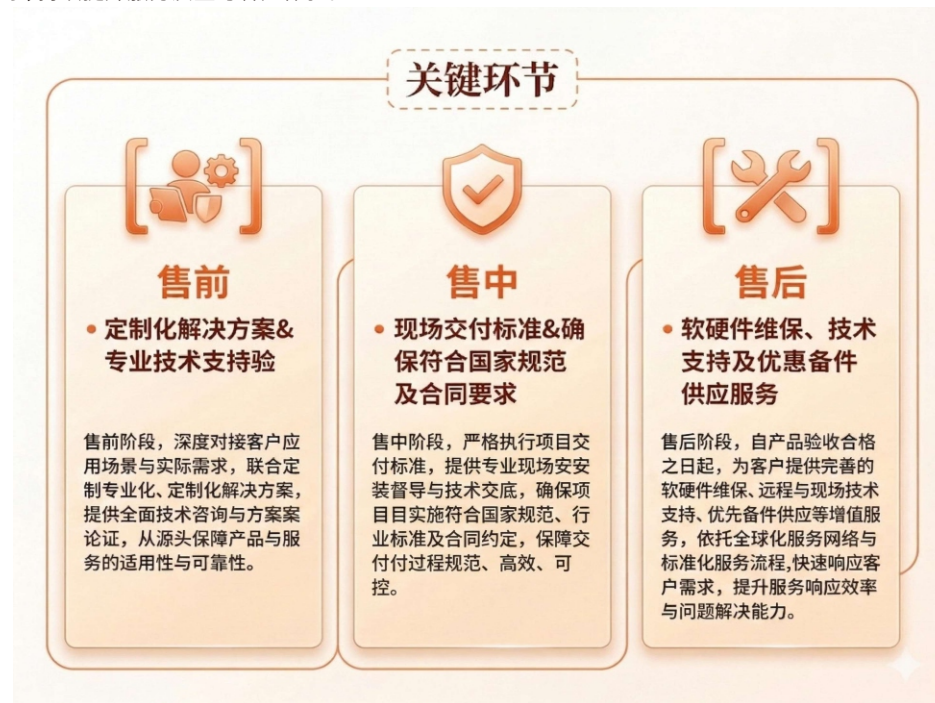 关键环节
售前
• 定制化解决方案&
专业技术支持验
售前阶段，深度对接客户应
用场景与实际需求，联合定
制专业化、定制化解决方案，
提供全面技术咨询与方案案
论证，从源头保障产品与服
务的适用性与可靠性。
售中
• 现场交付标准&确
保符合国家规范
及合同要求
售中阶段，严格执行项目交
付标准，提供专业现场安安
装督导与技术交底，确保项
目目实施符合国家规范、行
业标准及合同约定，保障交
付付过程规范、高效、可
控。
售后
• 软硬件维保、技术
支持及优惠备件
供应服务
售后阶段，自产品验收合格
之日起，为客户提供完善的
软硬件维保、远程与现场技术
支持、优先备件供应等增值服
务，依托全球化服务网络与
标准化服务流程,快速响应客
户需求，提升服务响应效率
与问题解决能力。